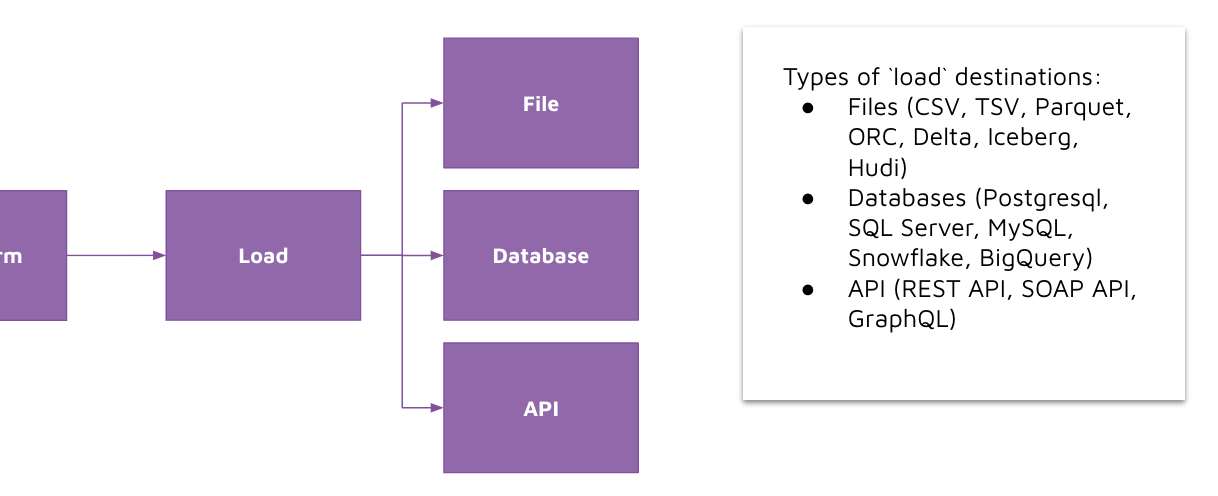 File
rm
Load
Database
API
Types of `load` destinations:
● Files (CSV, TSV, Parquet,
ORC, Delta, Iceberg,
Hudi)
● Databases (Postgresql,
SQL Server, MySQL,
Snowflake, BigQuery)
● API (REST API, SOAP API,
GraphQL)